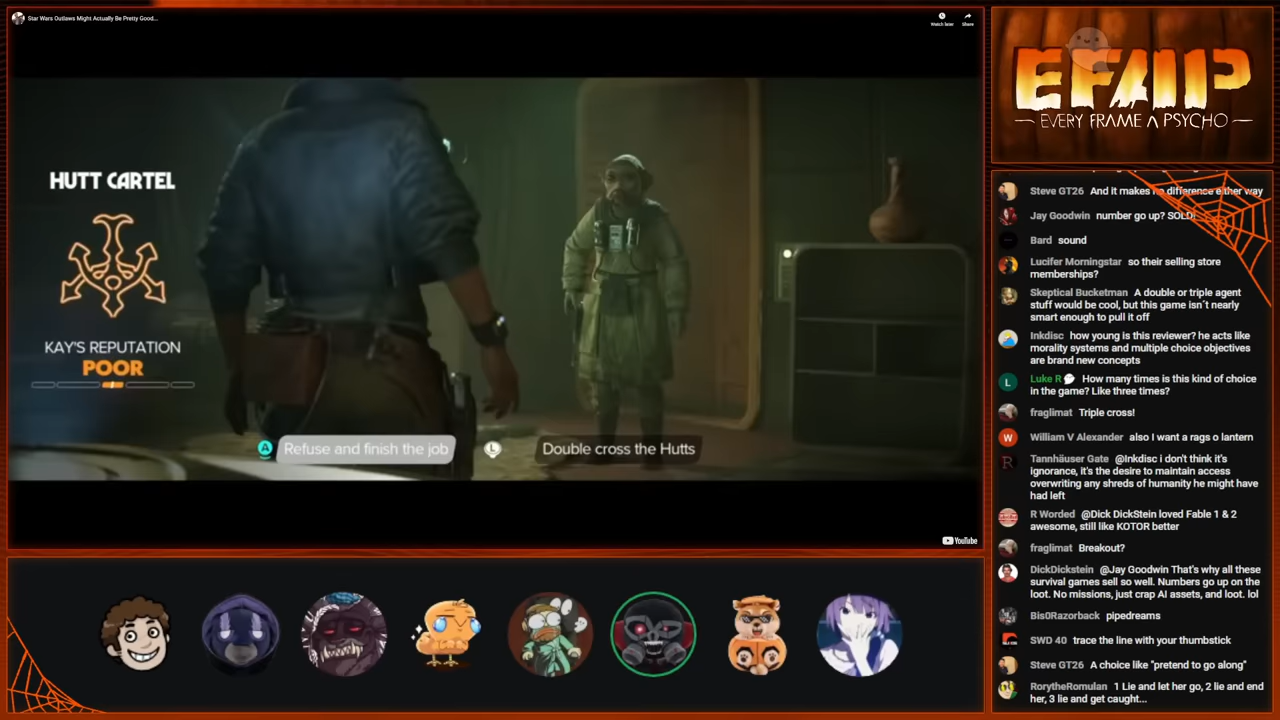 Star Wars Outlaws Might Actually Be Pretty Good...
Watch later
Share
HUTT CARTEL
KAY'S REPUTATION
POOR
A
Refuse and finish the job
L
Double cross the Hutts
YouTube
EFAP
EVERY FRAME A PSYCHO
Steve GT26 And it makes no difference either way
Jay Goodwin number go up? SOLD!
Bard sound
Lucifer Morningstar so their selling store
memberships?
Skeptical Bucketman A double or triple agent
stuff would be cool, but this game isn´t nearly
smart enough to pull it off
Inkdisc how young is this reviewer? he acts like
morality systems and multiple choice objectives
are brand new concepts
L
Luke R How many times is this kind of choice
in the game? Like three times?
fraglimat Triple cross!
W
William V Alexander also I want a rags o lantern
R
Tannhäuser Gate @Inkdisc i don't think it's
ignorance, it's the desire to maintain access
overwriting any shreds of humanity he might have
had left
R Worded @Dick DickStein loved Fable 1 & 2
awesome, still like KOTOR better
fraglimat Breakout?
DickDickstein @Jay Goodwin That's why all these
survival games sell so well. Numbers go up on the
loot. No missions, just crap AI assets, and loot. lol
Bis0Razorback pipedreams
SWD 40 trace the line with your thumbstick
Steve GT26 A choice like "pretend to go along"
RorytheRomulan 1 Lie and let her go, 2 lie and end
her, 3 lie and get caught...